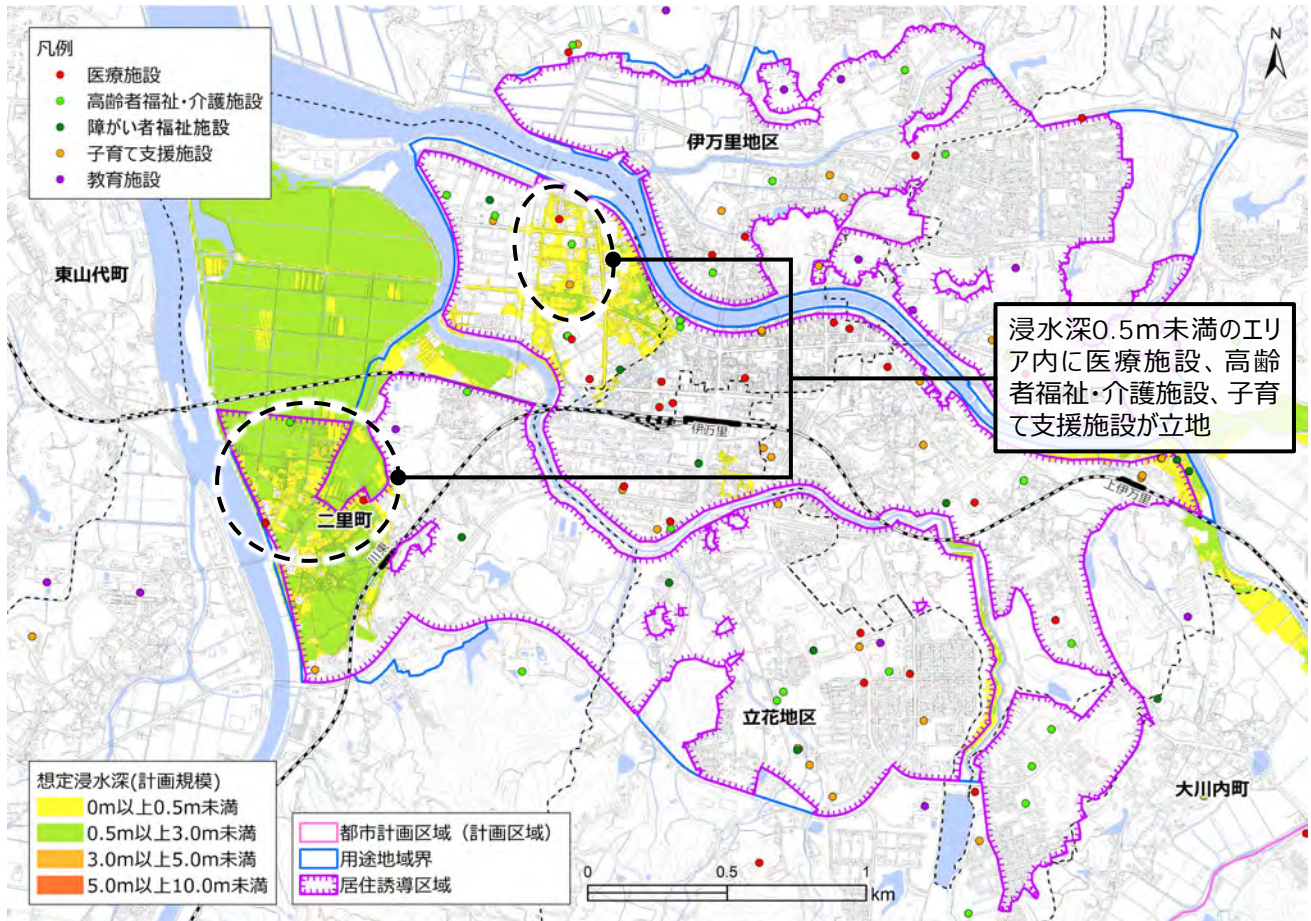 凡例
医療施設
高齢者福祉・介護施設
障がい者福祉施設
子育て支援施設
教育施設
N
伊万里地区
東山代町
浸水深0.5m未満のエリ
ア内に医療施設、高齢
者福祉・介護施設、子育
て支援施設が立地
伊万里
上伊万里
二里町
川東
立花地区
大川内町
想定浸水深(計画規模)
0m以上0.5m未満
0.5m以上3.0m未満
3.0m以上5.0m未満
5.0m以上10.0m未満
都市計画区域（計画区域）
用途地域界
居住誘導区域
0 0.5 1
km